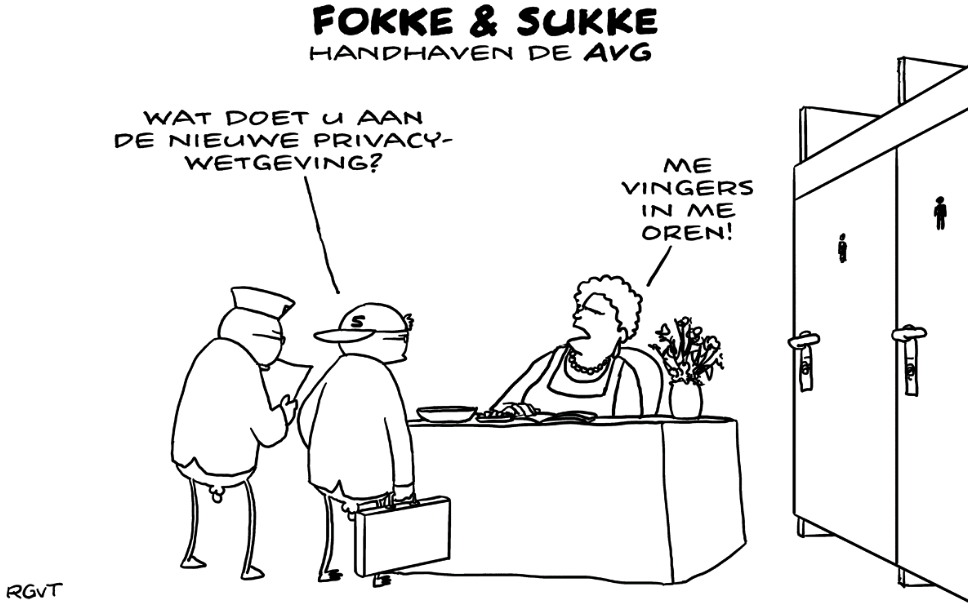 FOKKE & SUKKE
HANDHAVEN DE AVG
WAT DOET U AAN
DE NIEUWE PRIVACY-
WETGEVING?
ME
VINGERS
IN ME
OREN!
S
RGvT